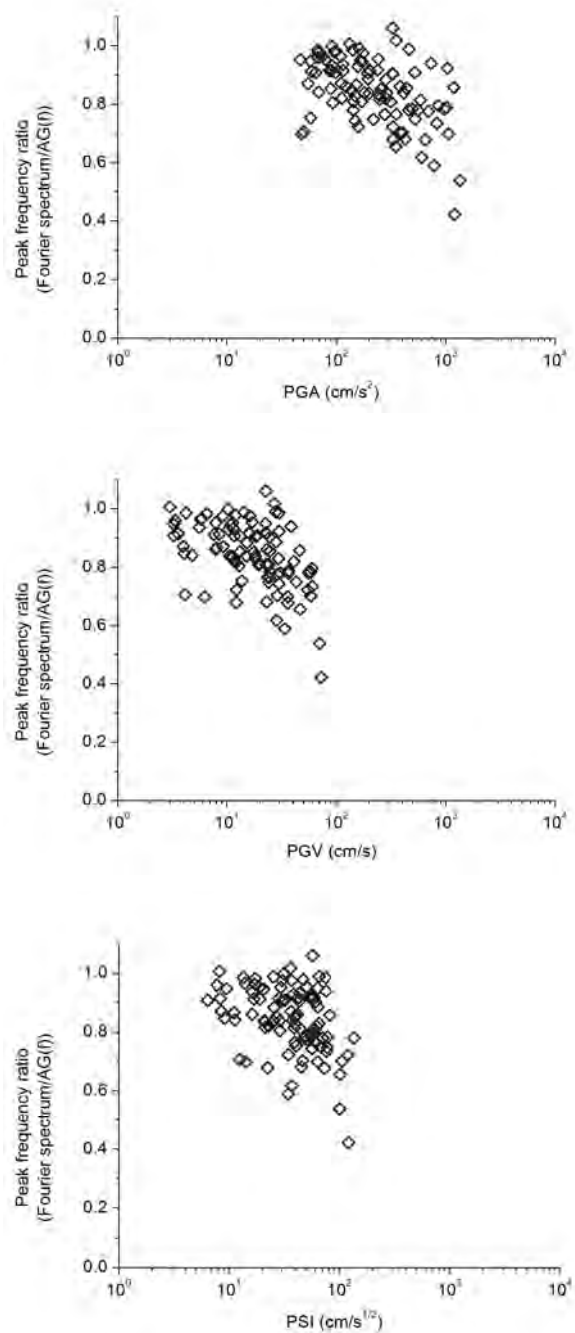 Peak frequency ratio
(Fourier spectrum/AG(f))
1.0
0.8
0.6
0.4
0.2
0.0
10⁰ 10¹ 10² 10³ 10⁴
PGA (cm/s²)
Peak frequency ratio
(Fourier spectrum/AG(f))
1.0
0.8
0.6
0.4
0.2
0.0
10⁰ 10¹ 10² 10³ 10⁴
PGV (cm/s)
Peak frequency ratio
(Fourier spectrum/AG(f))
1.0
0.8
0.6
0.4
0.2
0.0
10⁰ 10¹ 10² 10³ 10⁴
PSI (cm/s^1/2)